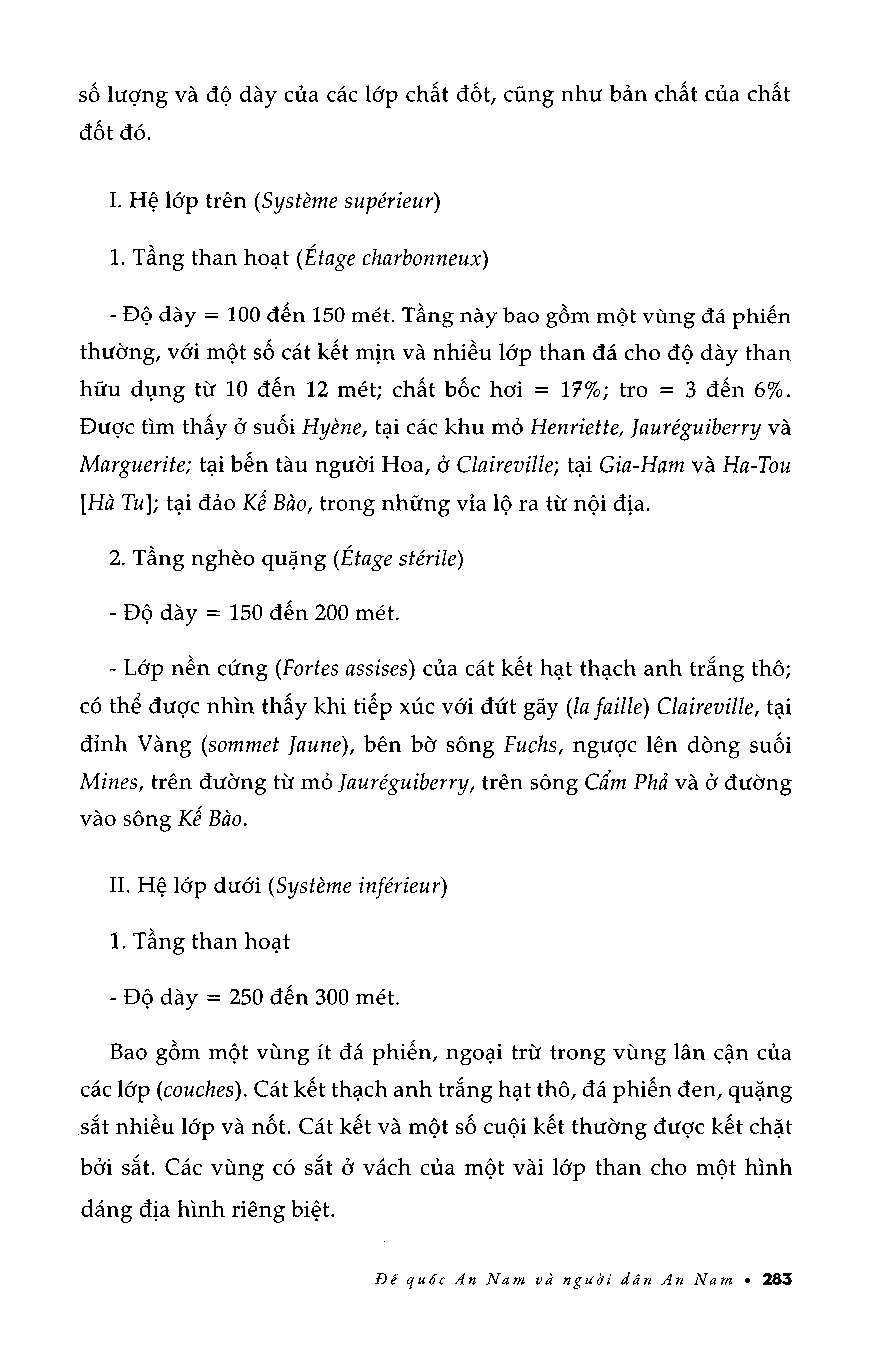 số lượng và độ dày của các lớp chất đốt, cũng như bản chất của chất
đốt đó.
I. Hệ lớp trên (Système supérieur)
1. Tầng than hoạt (Étage charbonneux)
- Độ dày = 100 đến 150 mét. Tầng này bao gồm một vùng đá phiến
thường, với một số cát kết mịn và nhiều lớp than đá cho độ dày than
hữu dụng từ 10 đến 12 mét; chất bốc hơi = 17%; tro = 3 đến 6%.
Được tìm thấy ở suối Hyène, tại các khu mỏ Henriette, Jauréguiberry và
Marguerite; tại bến tàu người Hoa, ở Claireville; tại Gia-Ham và Ha-Tou
[Hà Tu]; tại đảo Kế Bào, trong những vỉa lộ ra từ nội địa.
2. Tầng nghèo quặng (Étage stérile)
- Độ dày = 150 đến 200 mét.
- Lớp nền cứng (Fortes assises) của cát kết hạt thạch anh trắng thô;
có thể được nhìn thấy khi tiếp xúc với đứt gãy (la faille) Claireville, tại
đỉnh Vàng (sommet Jaune), bên bờ sông Fuchs, ngược lên dòng suối
Mines, trên đường từ mỏ Jauréguiberry, trên sông Cẩm Phả và ở đường
vào sông Kế Bào.
II. Hệ lớp dưới (Système inférieur)
1. Tầng than hoạt
- Độ dày = 250 đến 300 mét.
Bao gồm một vùng ít đá phiến, ngoại trừ trong vùng lân cận của
các lớp (couches). Cát kết thạch anh trắng hạt thô, đá phiến đen, quặng
sắt nhiều lớp và nốt. Cát kết và một số cuội kết thường được kết chặt
bởi sắt. Các vùng có sắt ở vách của một vài lớp than cho một hình
dáng địa hình riêng biệt.
Đế quốc An Nam và người dân An Nam • 283